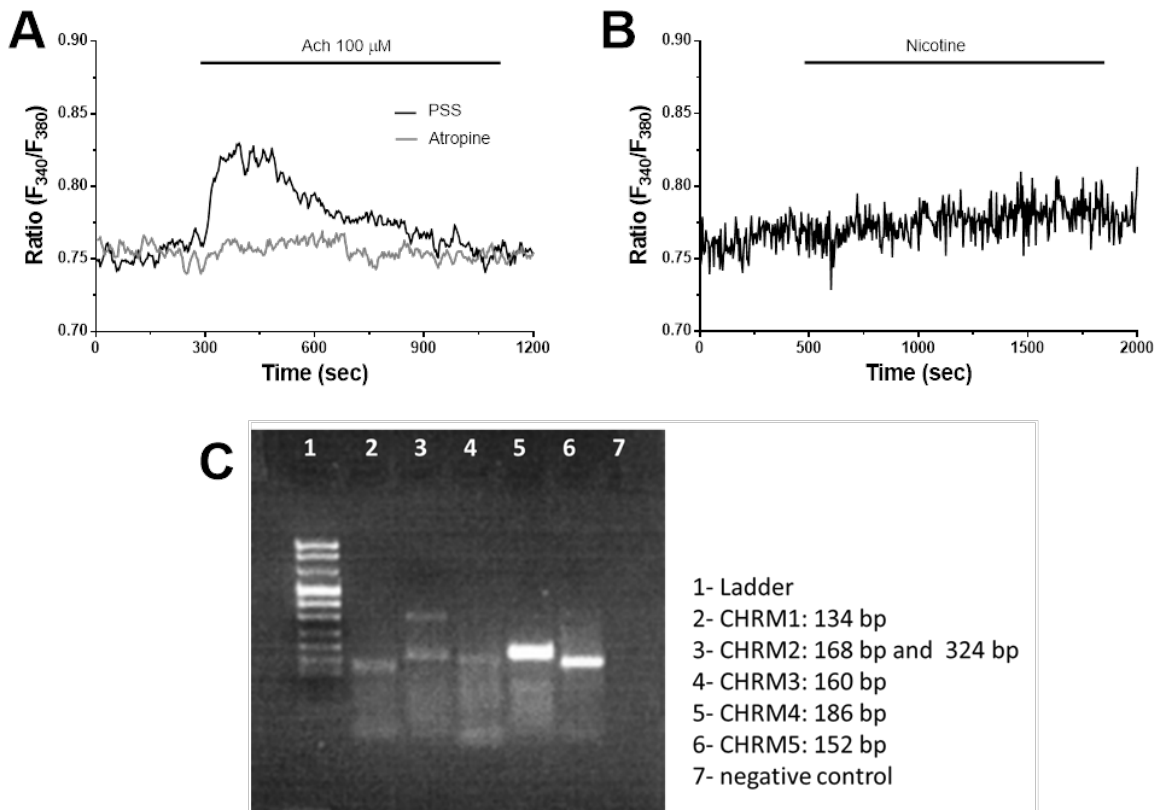 A
Ach 100 μM
PSS
Atropine
Ratio (F340/F380)
0.90
0.85
0.80
0.75
0.70
0 300 600 900 1200
Time (sec)
B
Nicotine
Ratio (F340/F380)
0.90
0.85
0.80
0.75
0.70
0 500 1000 1500 2000
Time (sec)
C
1 2 3 4 5 6 7
1- Ladder
2- CHRM1: 134 bp
3- CHRM2: 168 bp and 324 bp
4- CHRM3: 160 bp
5- CHRM4: 186 bp
6- CHRM5: 152 bp
7- negative control